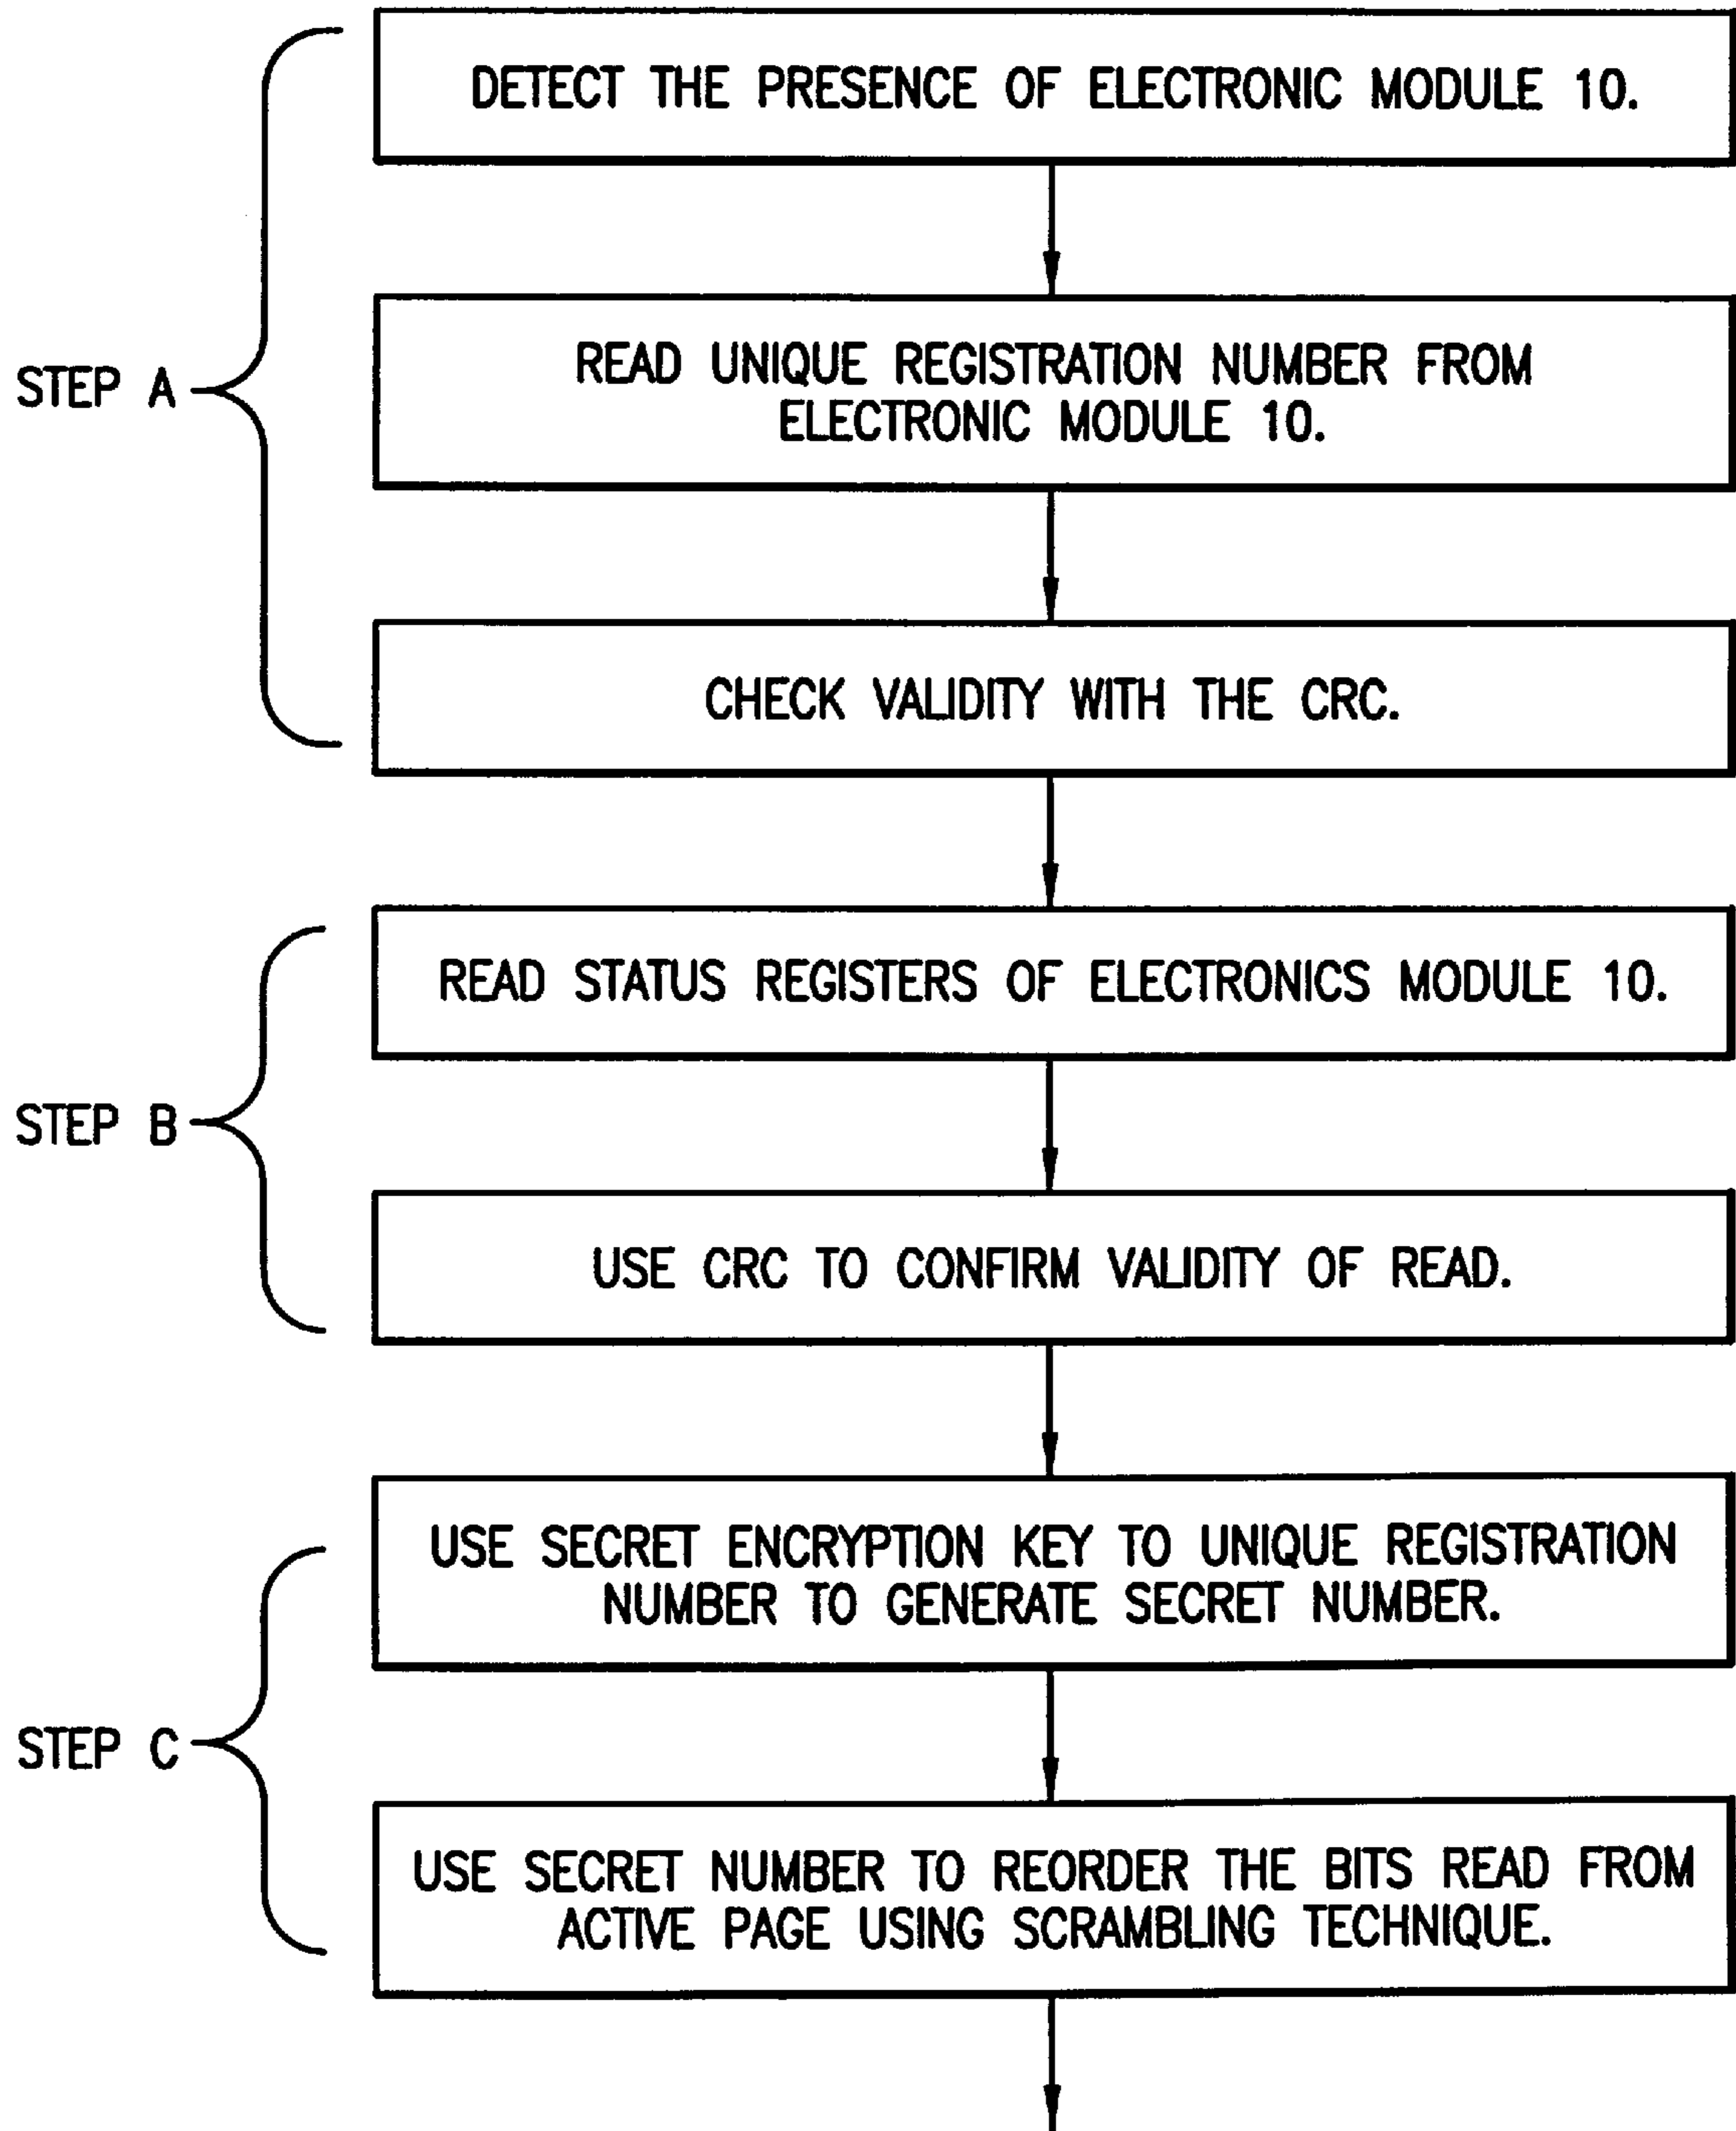 DETECT THE PRESENCE OF ELECTRONIC MODULE 10.
STEP A
READ UNIQUE REGISTRATION NUMBER FROM
ELECTRONIC MODULE 10.
CHECK VALIDITY WITH THE CRC.
READ STATUS REGISTERS OF ELECTRONICS MODULE 10.
STEP B
USE CRC TO CONFIRM VALIDITY OF READ.
USE SECRET ENCRYPTION KEY TO UNIQUE REGISTRATION
NUMBER TO GENERATE SECRET NUMBER.
STEP C
USE SECRET NUMBER TO REORDER THE BITS READ FROM
ACTIVE PAGE USING SCRAMBLING TECHNIQUE.